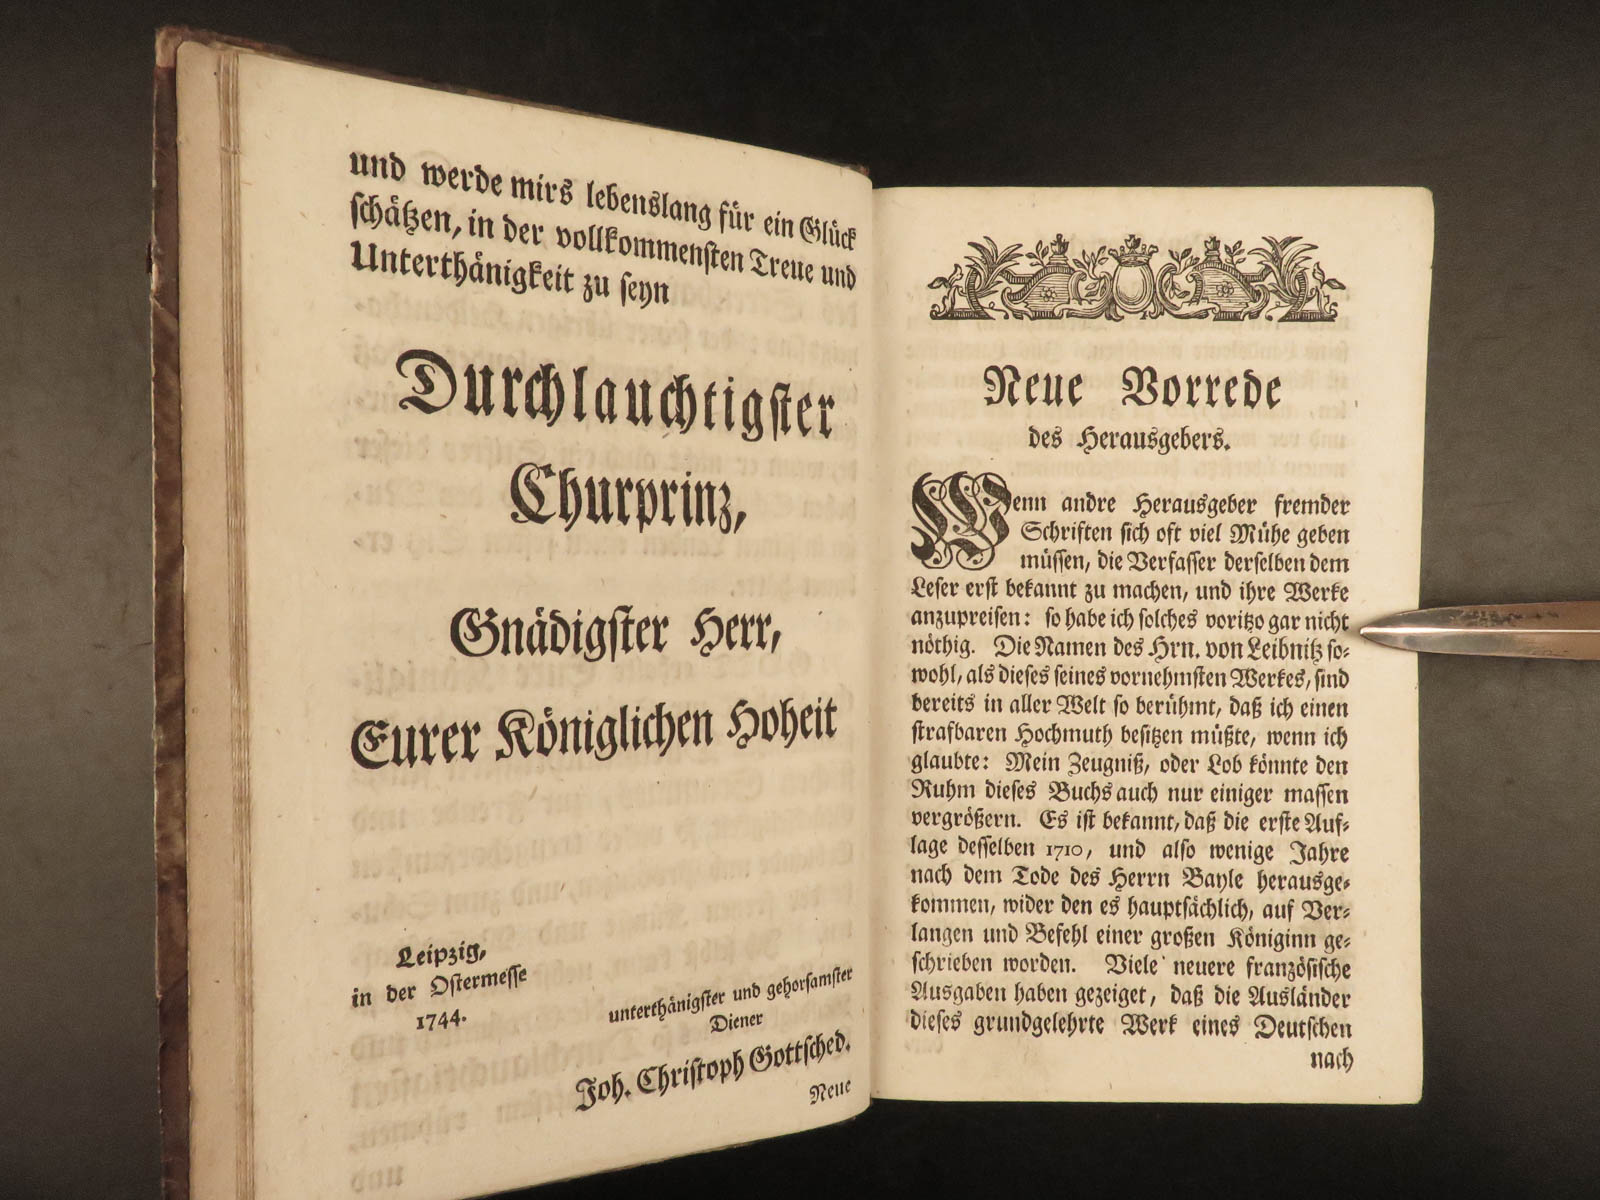 und werde mirs lebenslang für ein Glück
schätzen, in der vollkommensten Treue und
Unterthänigkeit zu seyn
Durchlauchtigster
Churprinz,
Gnädigster Herr,
Eurer Königlichen Hoheit
Leipzig,
in der Ostermesse
1744.
unterthänigster und gehorsamster
Diener
Joh. Christoph Gottsched.
Neue
Neue Vorrede
des Herausgebers.
Wenn andre Herausgeber fremder
Schriften sich oft viel Mühe geben
müssen, die Verfasser derselben dem
Leser erst bekannt zu machen, und ihre Werke
anzupreisen: so habe ich solches voritzo gar nicht
nöthig. Die Namen des Hrn. von Leibnitz so-
wohl, als dieses seines vornehmsten Werkes, sind
bereits in aller Welt so berühmt, daß ich einen
strafbaren Hochmuth besitzen müßte, wenn ich
glaubte: Mein Zeugniß, oder Lob könnte den
Ruhm dieses Buchs auch nur einiger massen
vergrößern. Es ist bekannt, daß die erste Auf-
lage desselben 1710, und also wenige Jahre
nach dem Tode des Herrn Bayle herausge-
kommen, wider den es hauptsächlich, auf Ver-
langen und Befehl einer großen Königinn ge-
schrieben worden. Viele neuere französische
Ausgaben haben gezeiget, daß die Ausländer
dieses grundgelehrte Werk eines Deutschen
nach